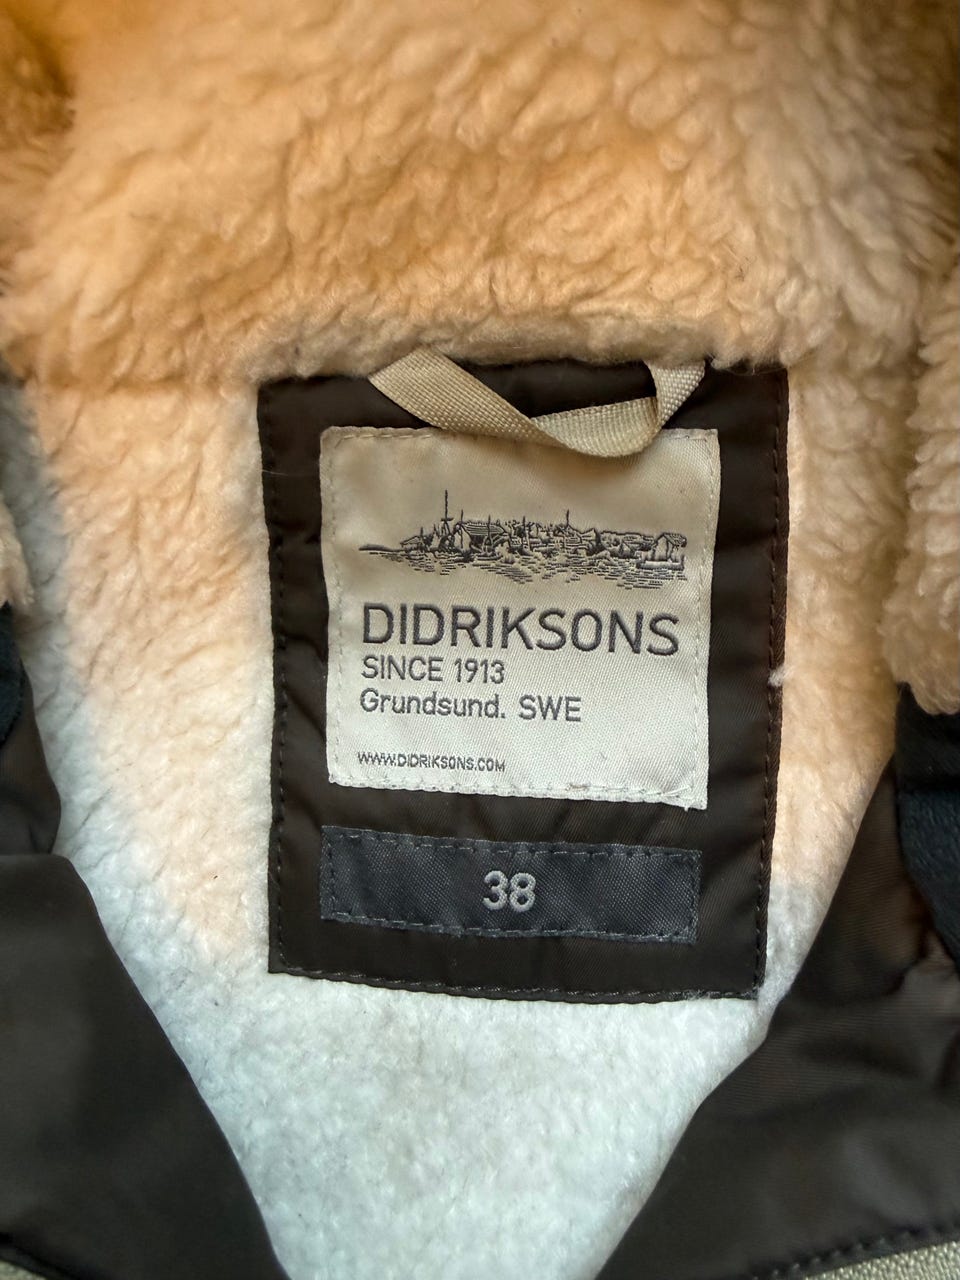 DIDRIKSONS
SINCE 1913
Grundsund. SWE
WWW.DIDRIKSONS.COM
38